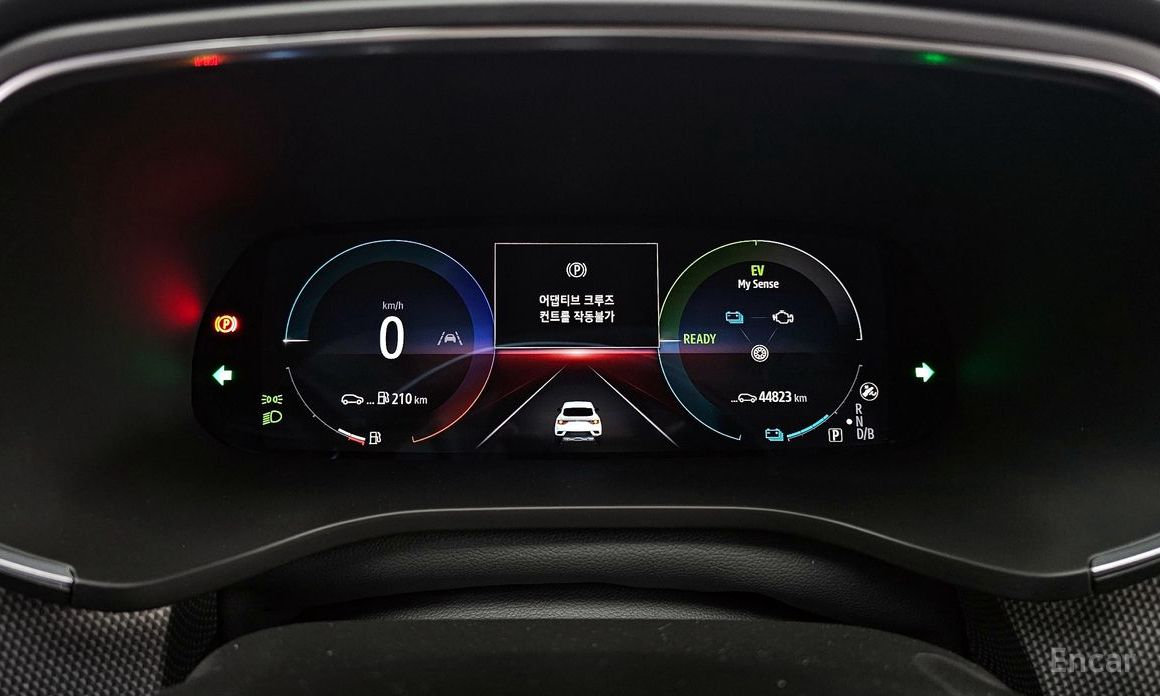 EV
My Sense
(P)
어댑티브 크루즈
컨트롤 작동불가
km/h
0
READY
(P)
...210 km
...44823 km
R
N
D/B
P
Encar